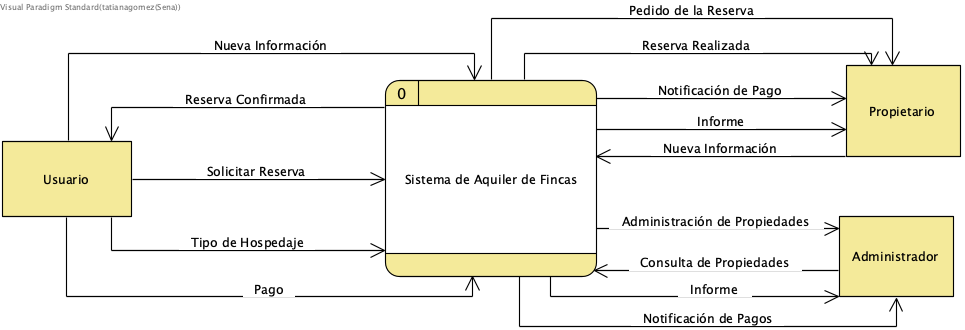 Visual Paradigm Standard(tatianagomez(Sena))
Pedido de la Reserva
Nueva Información
Reserva Realizada
0
Notificación de Pago
Reserva Confirmada
Propietario
Informe
Nueva Información
Solicitar Reserva
Usuario
Sistema de Aquiler de Fincas
Administración de Propiedades
Tipo de Hospedaje
Administrador
Consulta de Propiedades
Pago
Informe
Notificación de Pagos